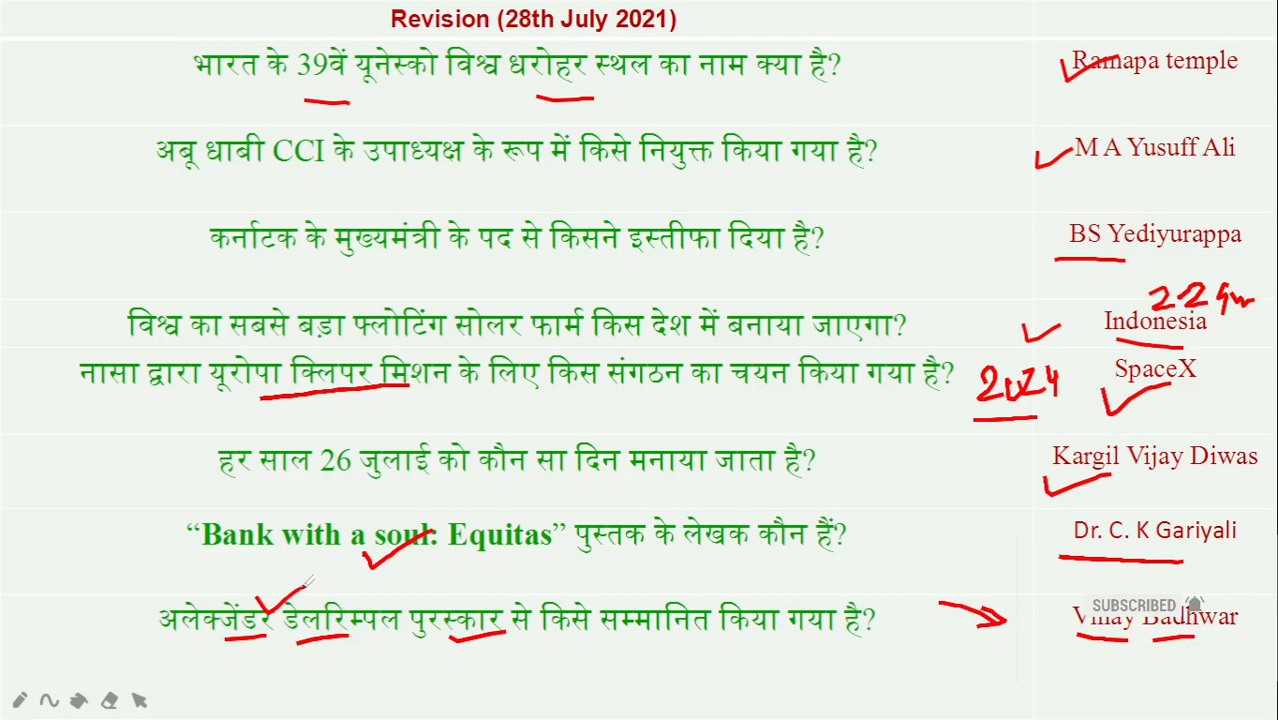 Revision (28th July 2021)
भारत के 39वें यूनेस्को विश्व धरोहर स्थल का नाम क्या है? Ramapa temple
अबू धाबी CCI के उपाध्यक्ष के रूप में किसे नियुक्त किया गया है? M A Yusuff Ali
कर्नाटक के मुख्यमंत्री के पद से किसने इस्तीफा दिया है? BS Yediyurappa
विश्व का सबसे बड़ा फ्लोटिंग सोलर फार्म किस देश में बनाया जाएगा? Indonesia
नासा द्वारा यूरोपा क्लिपर मिशन के लिए किस संगठन का चयन किया गया है? 2024 SpaceX
हर साल 26 जुलाई को कौन सा दिन मनाया जाता है? Kargil Vijay Diwas
“Bank with a soul: Equitas” पुस्तक के लेखक कौन हैं? Dr. C. K Gariyali
SUBSCRIBED
अलेक्जेंडर डेलरिम्पल पुरस्कार से किसे सम्मानित किया गया है? Vinay Badhwar